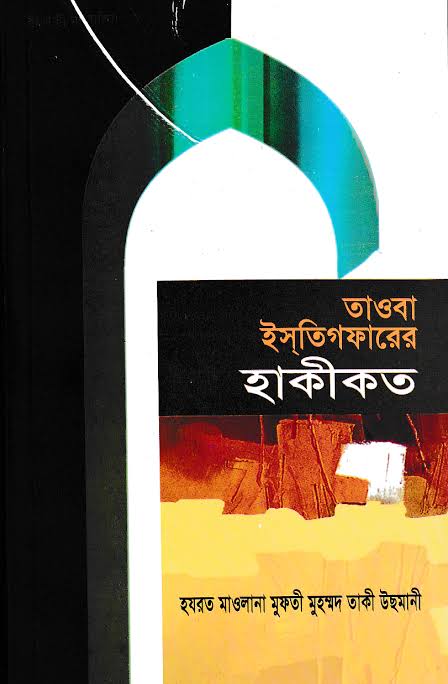 তাওবা
ইস্‌তিগফারের
হাকীকত
হযরত মাওলানা মুফতী মুহম্মদ তাকী উছমানী